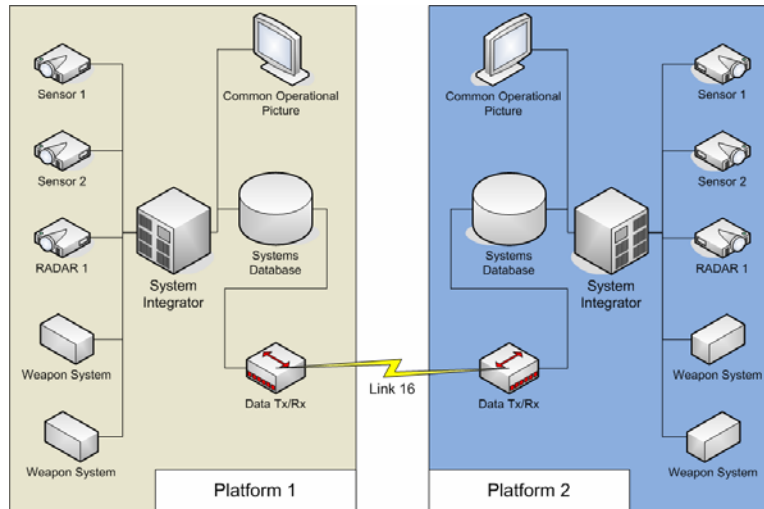 Sensor 1
Sensor 2
RADAR 1
Weapon System
Weapon System
System
Integrator
Common Operational
Picture
Systems
Database
Data Tx/Rx
Platform 1
Link 16
Common Operational
Picture
Systems
Database
Data Tx/Rx
System
Integrator
Sensor 1
Sensor 2
RADAR 1
Weapon System
Weapon System
Platform 2